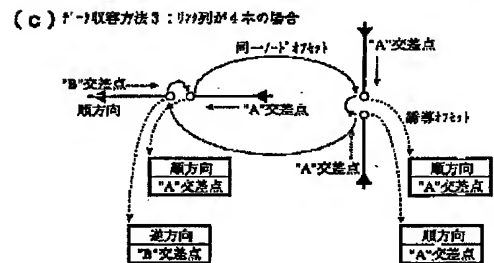 (c) ﾃﾞｰﾀ収容方法3：ﾘﾝｸ列が4本の場合
同一ﾉｰﾄﾞｵﾌｾｯﾄ
"A"交差点
"B"交差点
順方向
"A"交差点
誘導ｵﾌｾｯﾄ
"A"交差点
順方向
"A"交差点
順方向
"A"交差点
逆方向
"B"交差点
順方向
"A"交差点